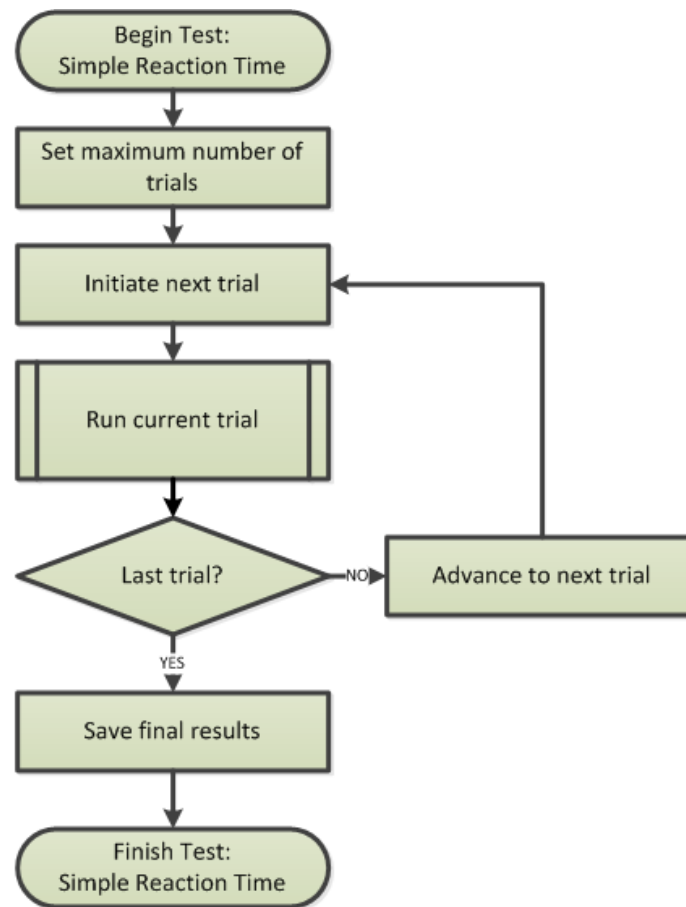 Begin Test:
Simple Reaction Time
Set maximum number of
trials
Initiate next trial
Run current trial
Last trial?
NO
Advance to next trial
YES
Save final results
Finish Test:
Simple Reaction Time